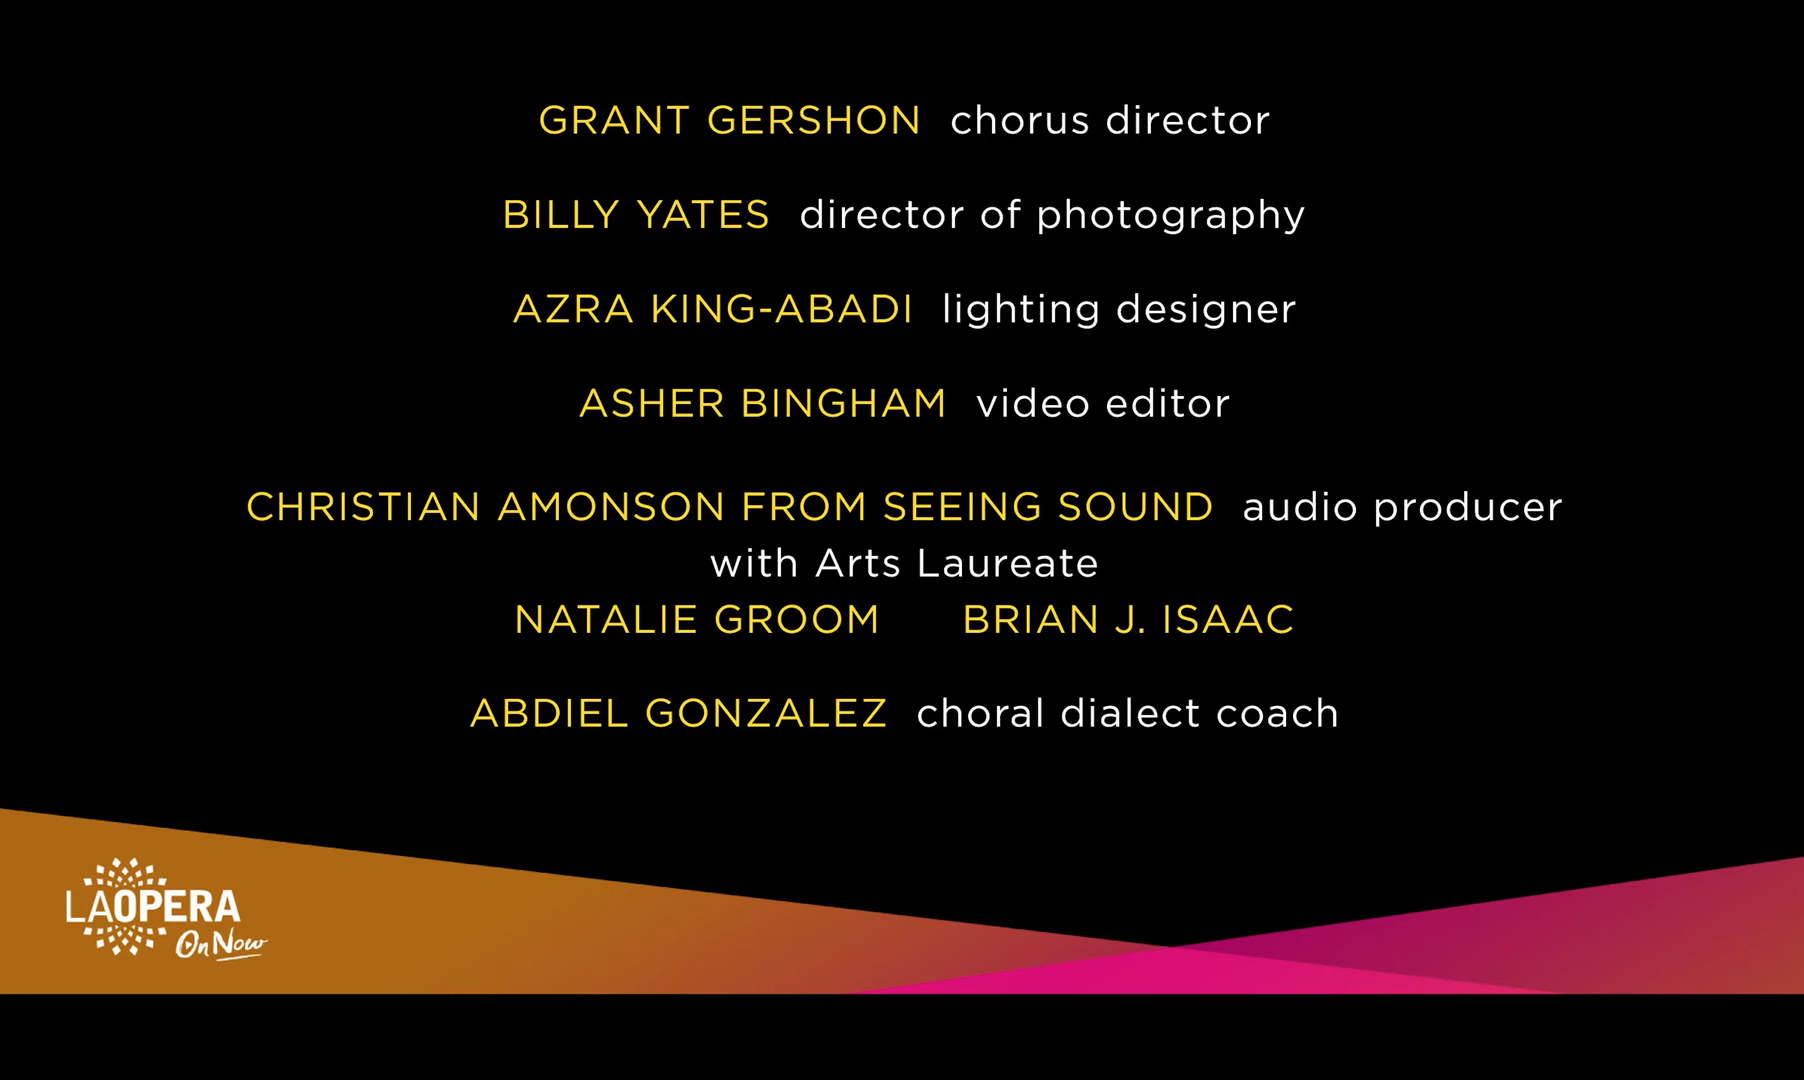 GRANT GERSHON chorus director
BILLY YATES director of photography
AZRA KING-ABADI lighting designer
ASHER BINGHAM video editor
CHRISTIAN AMONSON FROM SEEING SOUND audio producer
with Arts Laureate
NATALIE GROOM BRIAN J. ISAAC
ABDIEL GONZALEZ choral dialect coach
LAOPERA
On Now